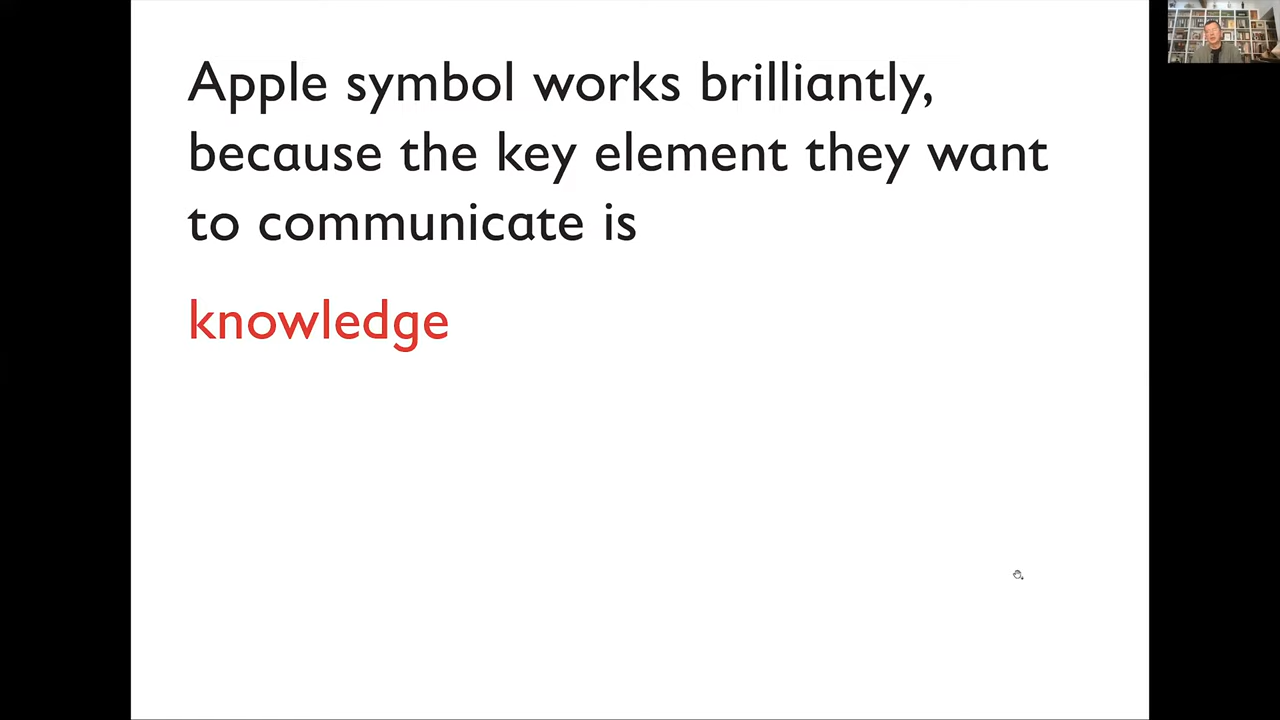 Apple symbol works brilliantly,
because the key element they want
to communicate is
knowledge